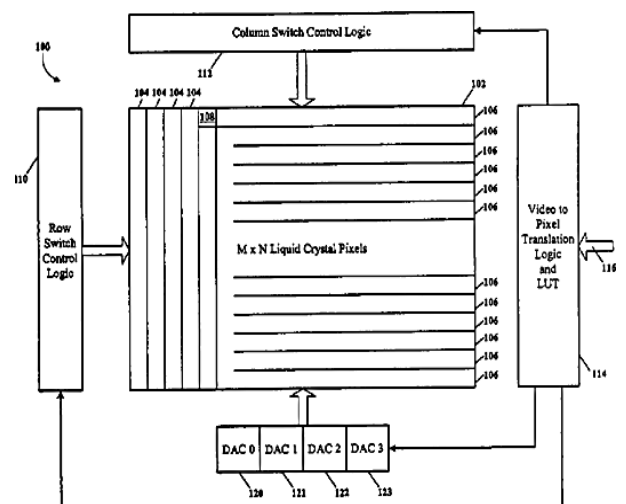 Column Switch Control Logic
112
100
104 104 104 104
102
108
106
106
106
106
106
106
110
Row
Switch
Control
Logic
M x N Liquid Crystal Pixels
Video to
Pixel
Translation
Logic
and
LUT
116
106
106
106
106
106
106
114
DAC 0 DAC 1 DAC 2 DAC 3
120 121 122 123